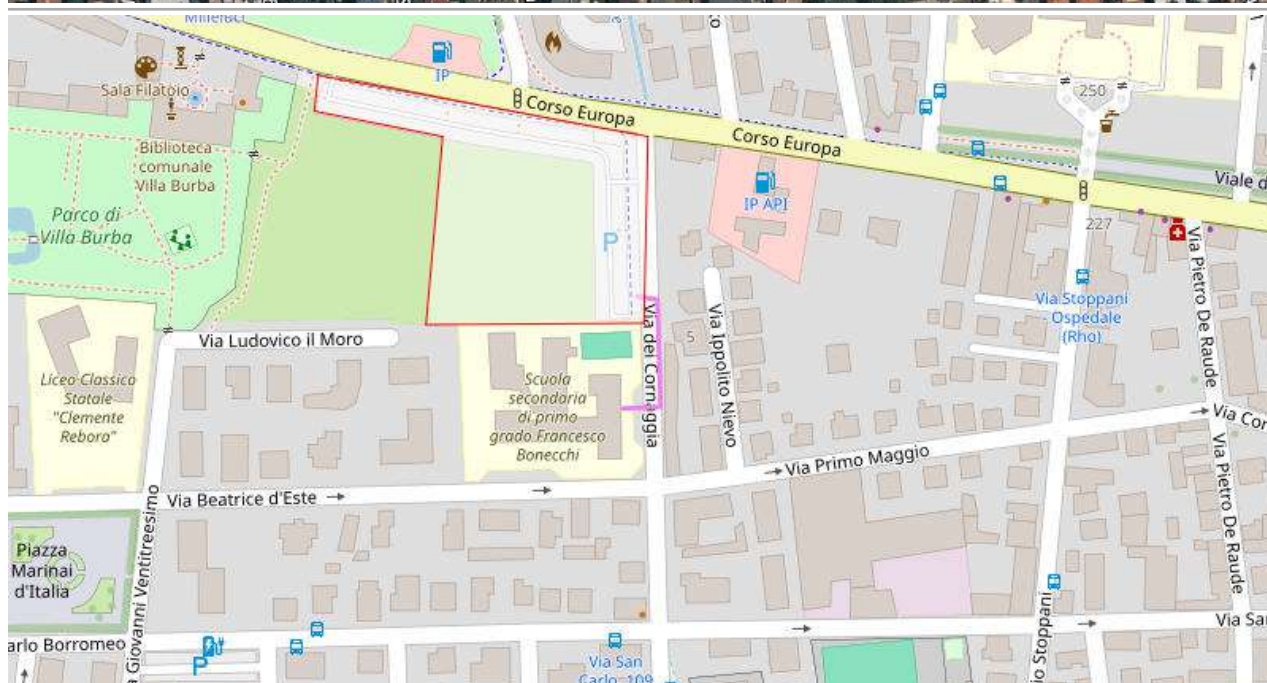 Millefuci
IP
Sala Filatoio
Biblioteca
comunale
Villa Burba
Parco di
Villa Burba
Corso Europa
Corso Europa
250
Viale d
P
IP API
227
Via Pietro De Raude
Via Stoppani
- Ospedale
(Rho)
Via Ludovico il Moro
Via dei Cornaggia
5
Via Ippolito Nievo
Liceo Classico
Statale
"Clemente
Rebora"
Scuola
secondaria
di primo
grado Francesco
Bonecchi
Via Cor
Via Primo Maggio
Via Pietro De Raude
Via Beatrice d'Este
Piazza
Marinai
d'Italia
Giovanni Ventitreesimo
arlo Borromeo
P
Via San
Carlo, 109
io Stoppani
Via Sa